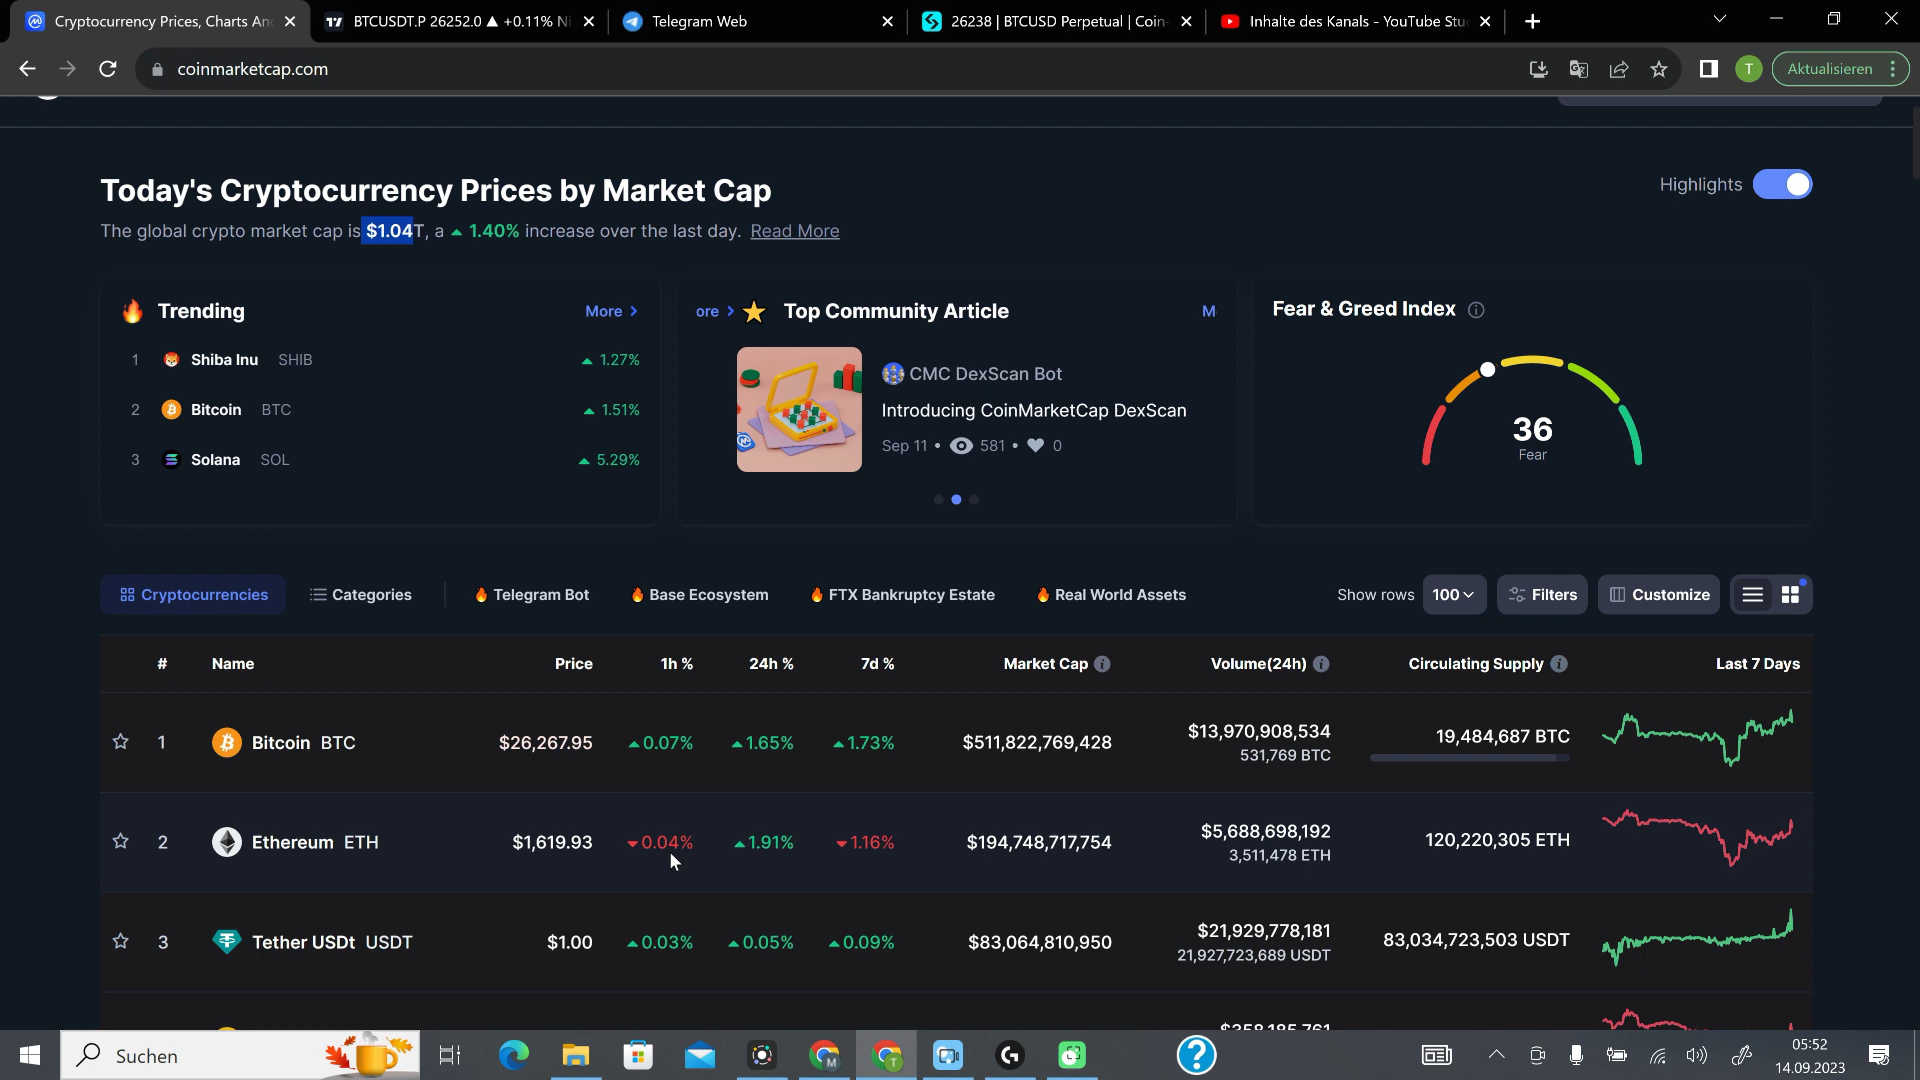 Cryptocurrency Prices, Charts An
BTCUSDT.P 26252.0 ▲ +0.11% Ni
Telegram Web
26238 | BTCUSD Perpetual | Coin-
Inhalte des Kanals - YouTube Stu
coinmarketcap.com
T
Aktualisieren
Today's Cryptocurrency Prices by Market Cap
Highlights
The global crypto market cap is $1.04T, a ▲ 1.40% increase over the last day. Read More
Trending
More >
1 Shiba Inu SHIB ▲ 1.27%
2 Bitcoin BTC ▲ 1.51%
3 Solana SOL ▲ 5.29%
ore > Top Community Article M
CMC DexScan Bot
Introducing CoinMarketCap DexScan
Sep 11 • 581 • 0
Fear & Greed Index
36
Fear
Cryptocurrencies Categories Telegram Bot Base Ecosystem FTX Bankruptcy Estate Real World Assets Show rows 100 Filters Customize
# Name Price 1h % 24h % 7d % Market Cap Volume(24h) Circulating Supply Last 7 Days
1 Bitcoin BTC $26,267.95 ▲ 0.07% ▲ 1.65% ▲ 1.73% $511,822,769,428 $13,970,908,534 19,484,687 BTC
531,769 BTC
2 Ethereum ETH $1,619.93 ▼ 0.04% ▲ 1.91% ▼ 1.16% $194,748,717,754 $5,688,698,192 120,220,305 ETH
3,511,478 ETH
3 Tether USDt USDT $1.00 ▲ 0.03% ▲ 0.05% ▲ 0.09% $83,064,810,950 $21,929,778,181 83,034,723,503 USDT
21,927,723,689 USDT
Suchen
M
T
05:52
14.09.2023